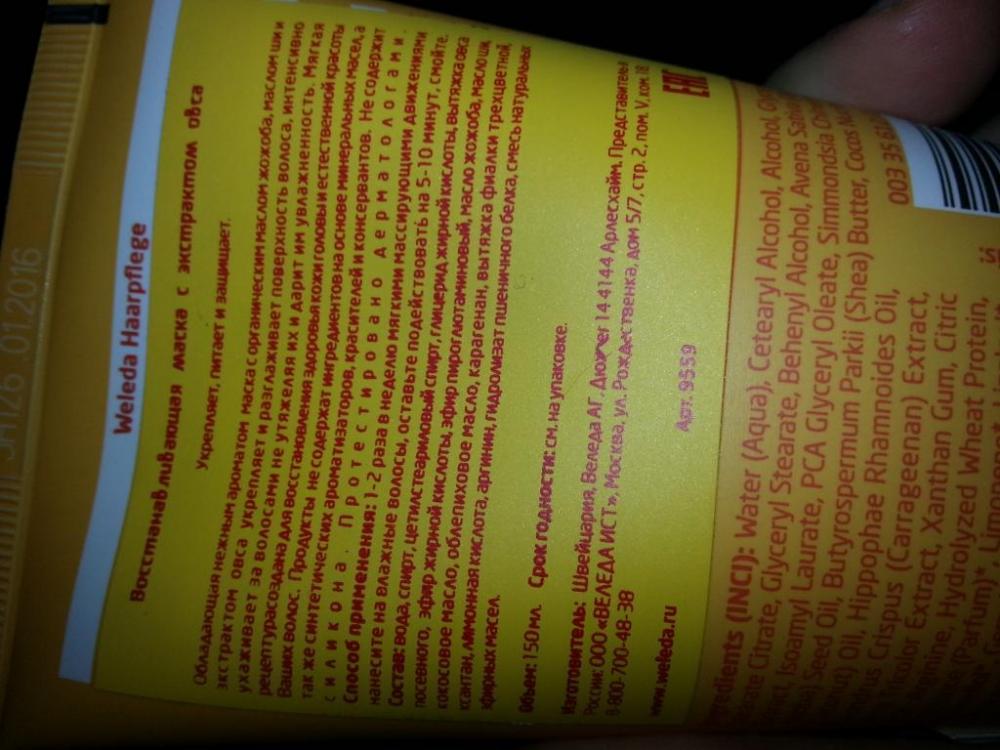 01.2016
Weleda Haarpflege
Восстанавливающая маска с экстрактом овса
Укрепляет, питает и защищает.
Обладающая нежным ароматом маска с органическим маслом жожоба, маслом ши и
экстрактом овса укрепляет и разглаживает поверхность волоса, интенсивно
ухаживает за волосами не утяжеляя их и дарит им увлажненность. Мягкая
рецептура создана для восстановления здоровья кожи головы и естественной красоты
Ваших волос. Продукты не содержат ингредиентов на основе минеральных масел, а
также синтетических ароматизаторов, красителей и консервантов. Не содержит
силикона. Протестировано дерматологами.
Способ применения: 1-2 раза в неделю мягкими массирующими движениями
нанесите на влажные волосы, оставьте подействовать на 5-10 минут, смойте.
Состав: вода, спирт, цетилстеариловый спирт, глицерид жирной кислоты, вытяжка овса
посевного, эфир жирной кислоты, эфир пироглютаминовый, масло жожоба, масло ши,
кокосовое масло, облепиховое масло, карагенан, вытяжка фиалки трехцветной,
ксантан, лимонная кислота, аргинин, гидролизат пшеничного белка, смесь натуральных
эфирных масел.
Объем: 150 мл. Срок годности: см. на упаковке.
Изготовитель: Швейцария, Веледа АГ, 144144 Арлесхайм. Представитель
России: ООО «ВЕЛЕДА ИСТ», Москва, ул. Рождественка, дом 5/7, стр. 2, пом. V, ком. 18.
8-800-700-48-38
www.weleda.ru
Арт. 9559
EAC
Ingredients (INCI): Water (Aqua), Cetearyl Alcohol, Alcohol,
Citrate, Glyceryl Stearate, Behenyl Alcohol, Avena
Isoamyl Laurate, PCA Glyceryl Oleate, Simmondsia
Seed Oil, Butyrospermum Parkii (Shea) Butter, Cocos
Oil, Hippophae Rhamnoides Oil,
Crispus (Carrageenan) Extract,
Extract, Xanthan Gum, Citric
Hydrolyzed Wheat Protein,
(Parfum)*,
003 35